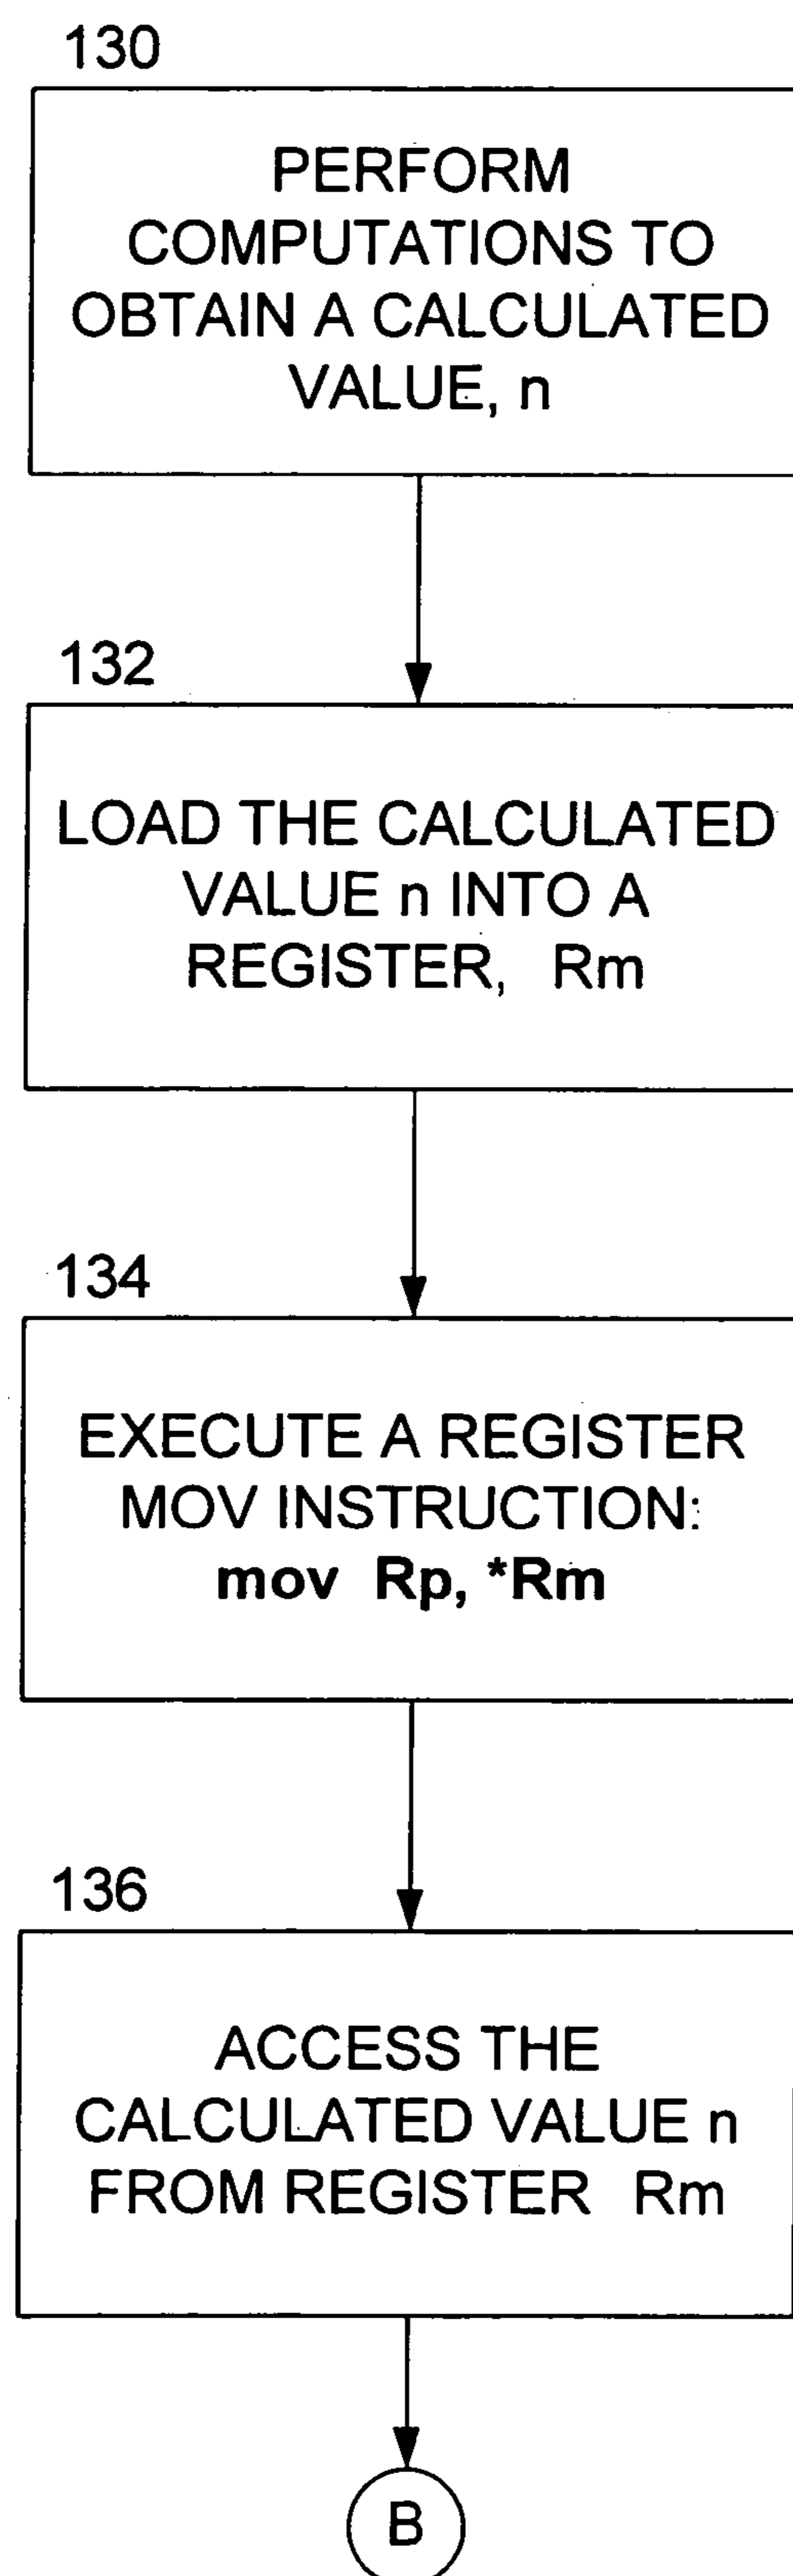 130
PERFORM
COMPUTATIONS TO
OBTAIN A CALCULATED
VALUE, n
132
LOAD THE CALCULATED
VALUE n INTO A
REGISTER, Rm
134
EXECUTE A REGISTER
MOV INSTRUCTION:
mov Rp, *Rm
136
ACCESS THE
CALCULATED VALUE n
FROM REGISTER Rm
B